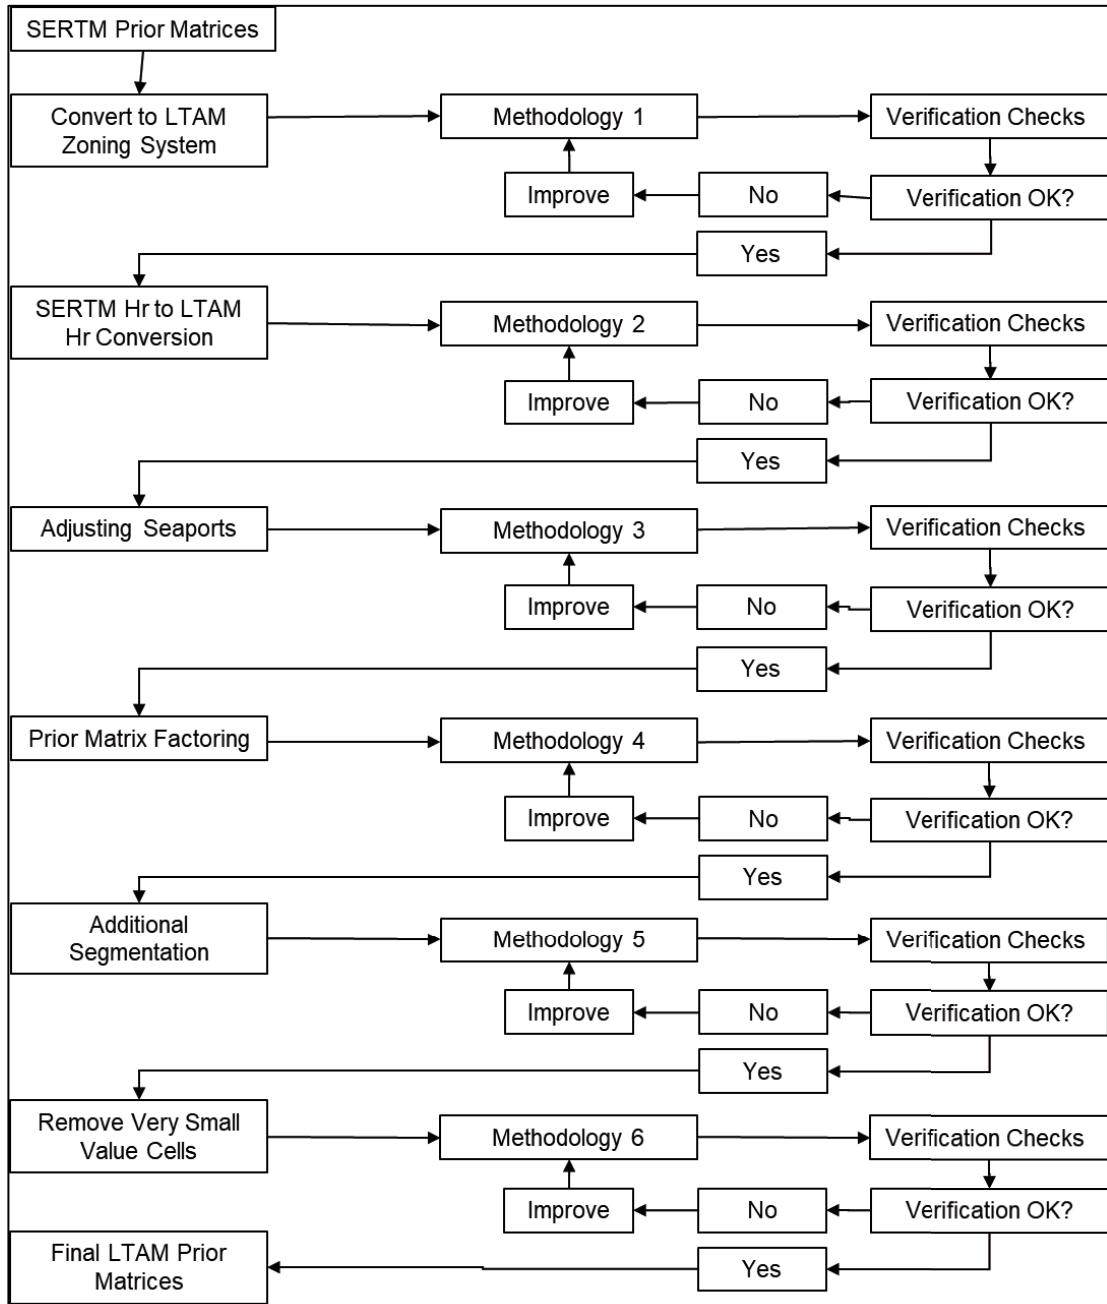 SERTM Prior Matrices
Convert to LTAM
Zoning System
Methodology 1
Verification Checks
Improve
No
Verification OK?
Yes
SERTM Hr to LTAM
Hr Conversion
Methodology 2
Verification Checks
Improve
No
Verification OK?
Yes
Adjusting Seaports
Methodology 3
Verification Checks
Improve
No
Verification OK?
Yes
Prior Matrix Factoring
Methodology 4
Verification Checks
Improve
No
Verification OK?
Yes
Additional
Segmentation
Methodology 5
Verification Checks
Improve
No
Verification OK?
Yes
Remove Very Small
Value Cells
Methodology 6
Verification Checks
Improve
No
Verification OK?
Final LTAM Prior
Matrices
Yes